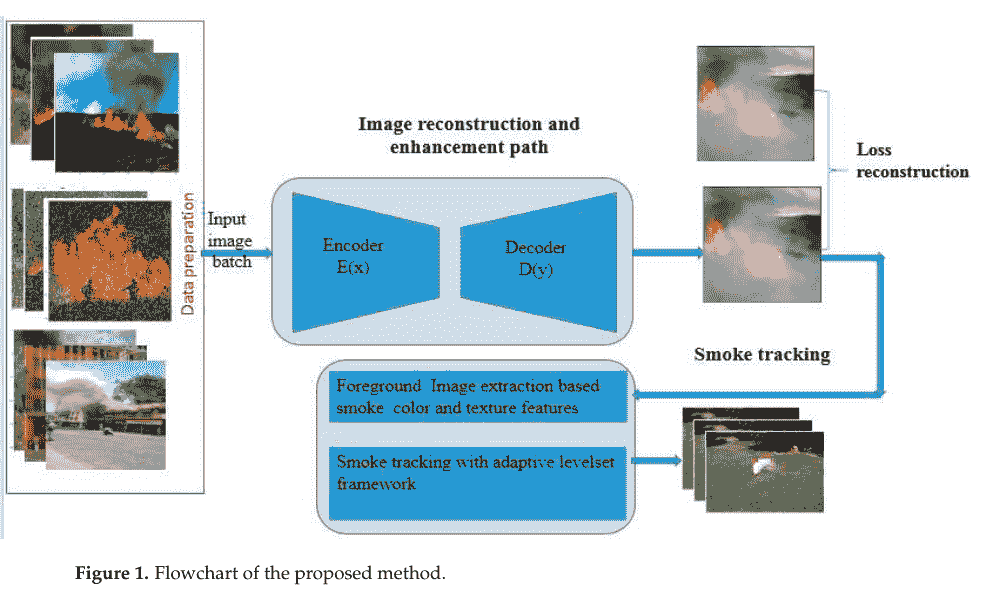 Image reconstruction and
enhancement path
Loss
reconstruction
Data preparation
Input
image
batch
Encoder
E(x)
Decoder
D(y)
Smoke tracking
Foreground Image extraction based
smoke color and texture features
Smoke tracking with adaptive levelset
framework
Figure 1. Flowchart of the proposed method.